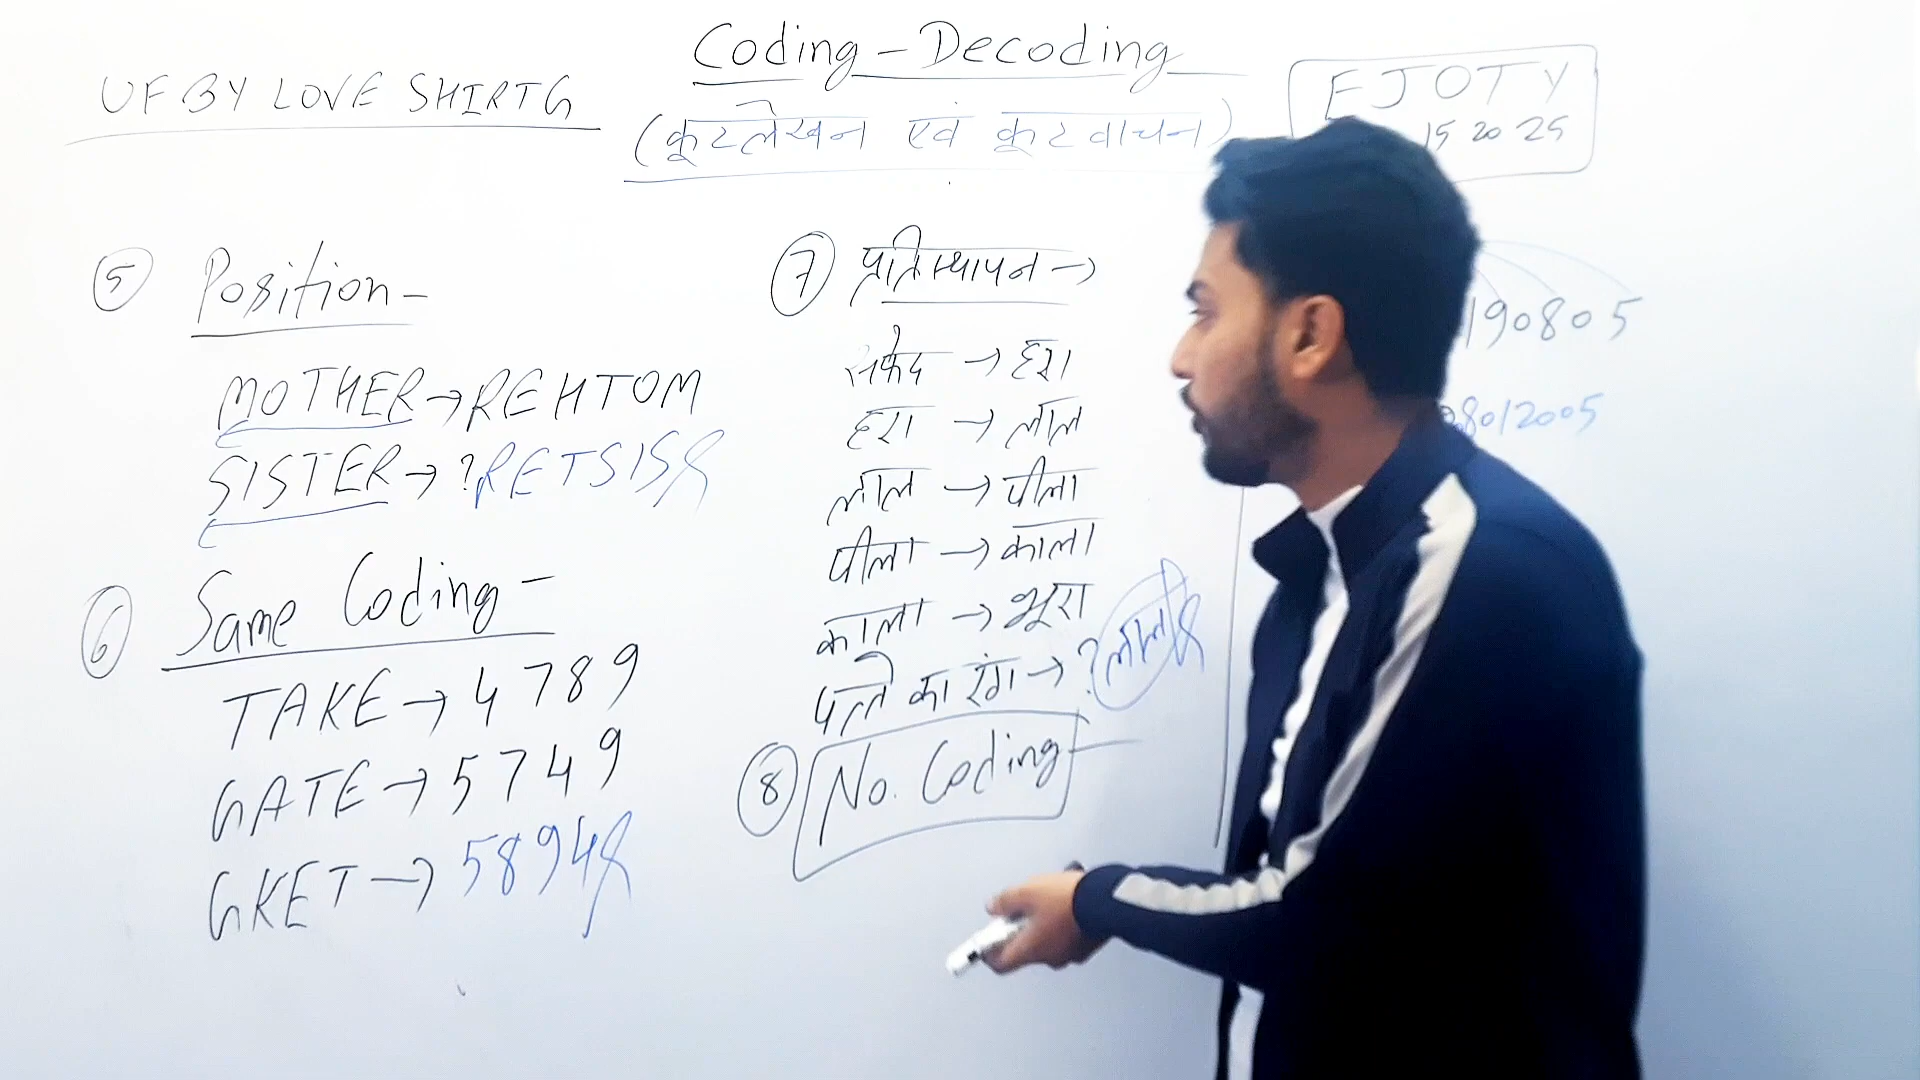 Coding - Decoding
UF BY LOVE SHIRTG
(कूटलेखन एवं कूटवाचन)
EJOTY
15 20 25
⑤ Position -
MOTHER → REHTOM
SISTER → ? RETSIS
⑥ Same Coding -
TAKE → 4789
GATE → 5749
GKET → 5894
⑦ प्रतिस्थापन →
सफेद → हरा
हरा → लाल
लाल → पीला
पीला → काला
काला → भूरा
पत्ते का रंग → ? लाल
⑧ No. Coding -
190805
8012005